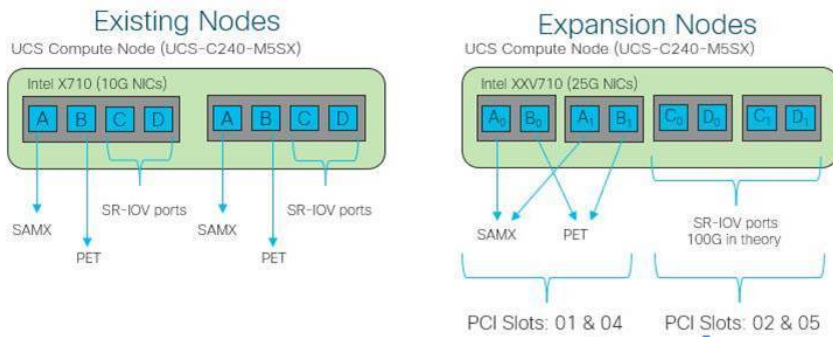 Existing Nodes
UCS Compute Node (UCS-C240-M5SX)
Intel X710 (10G NICs)
A B C D A B C D
SR-IOV ports SR-IOV ports
SAMX SAMX
PET PET
Expansion Nodes
UCS Compute Node (UCS-C240-M5SX)
Intel XXV710 (25G NICs)
A₀ B₀ A₁ B₁ C₀ D₀ C₁ D₁
SAMX PET
SR-IOV ports
100G in theory
PCI Slots: 01 & 04 PCI Slots: 02 & 05